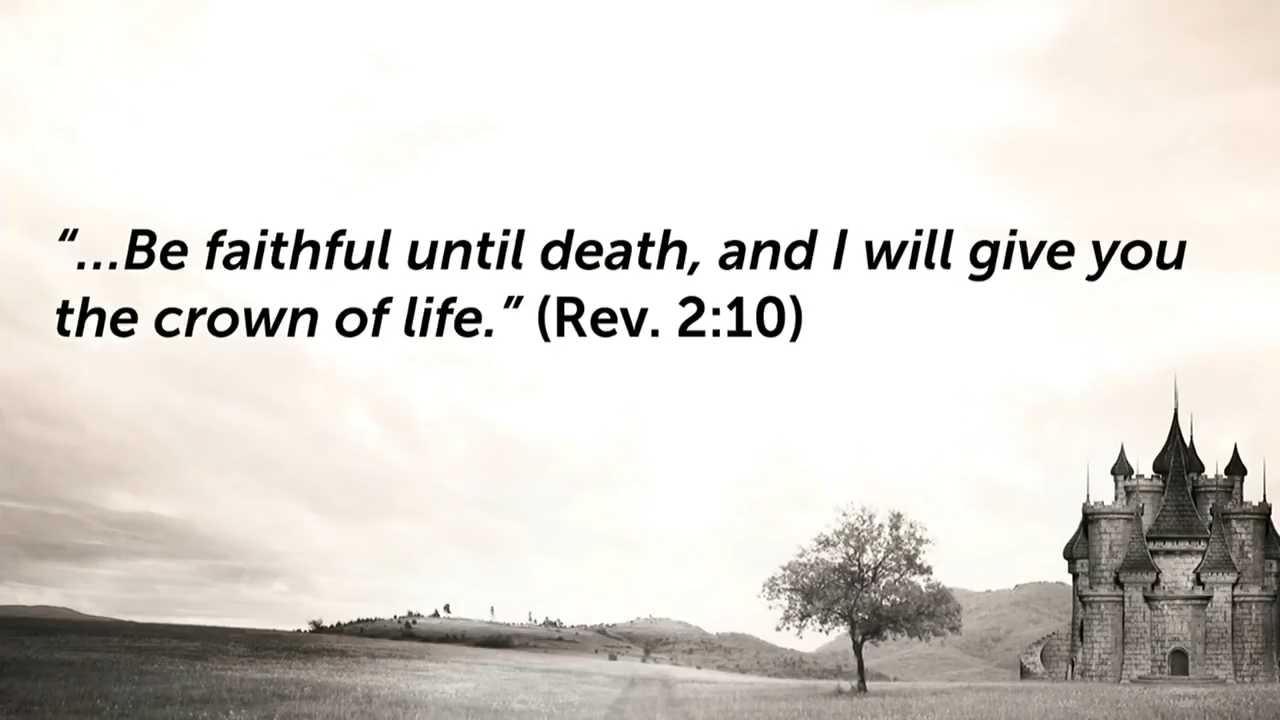 “...Be faithful until death, and I will give you
the crown of life.” (Rev. 2:10)